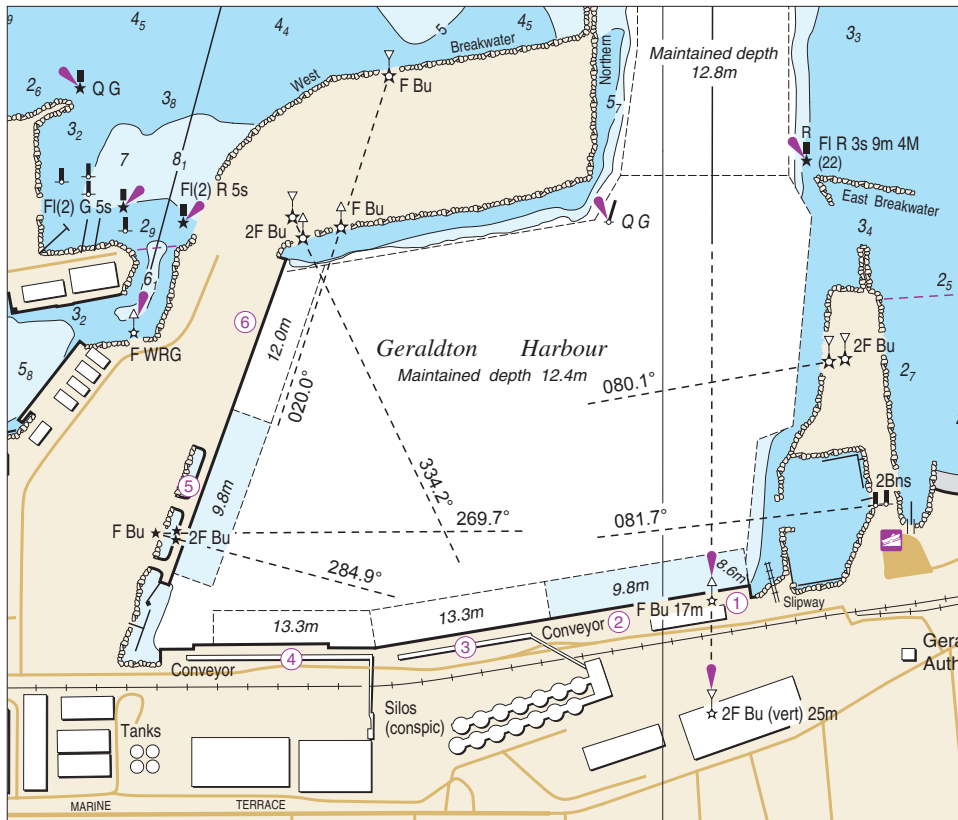 9
4₅
4₄
5
4₅
Breakwater
West
Northern
Maintained depth
12.8m
3₃
F Bu
2₆
Q G
3₂
3₈
5₇
R
Fl R 3s 9m 4M
(22)
7
8₁
Fl(2) R 5s
Fl(2) G 5s
East Breakwater
F Bu
Q G
2F Bu
2₉
3₄
6
2₅
3₂
F WRG
6
12.0m
Geraldton Harbour
Maintained depth 12.4m
2F Bu
5₈
020.0°
080.1°
2₇
334.2°
5
9.8m
2Bns
F Bu
2F Bu
269.7°
081.7°
284.9°
9.8m
8.6m
13.3m
13.3m
F Bu 17m
1
Slipway
Conveyor
2
3
Conveyor
4
Gera
Auth
Silos
(conspic)
2F Bu (vert) 25m
Tanks
MARINE
TERRACE